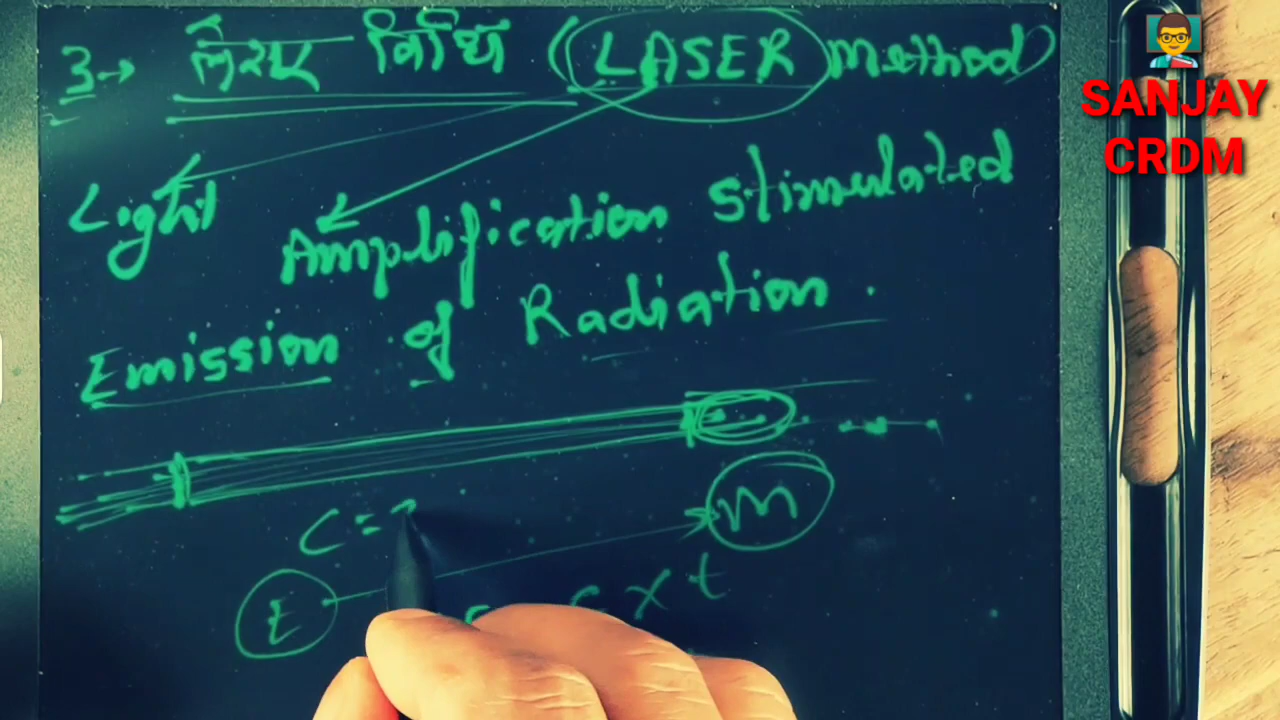 3→ लेसर विधि (LASER method)
SANJAY
CRDM
Light Amplification stimulated
Emission of Radiation.
C =
M
E
c x t